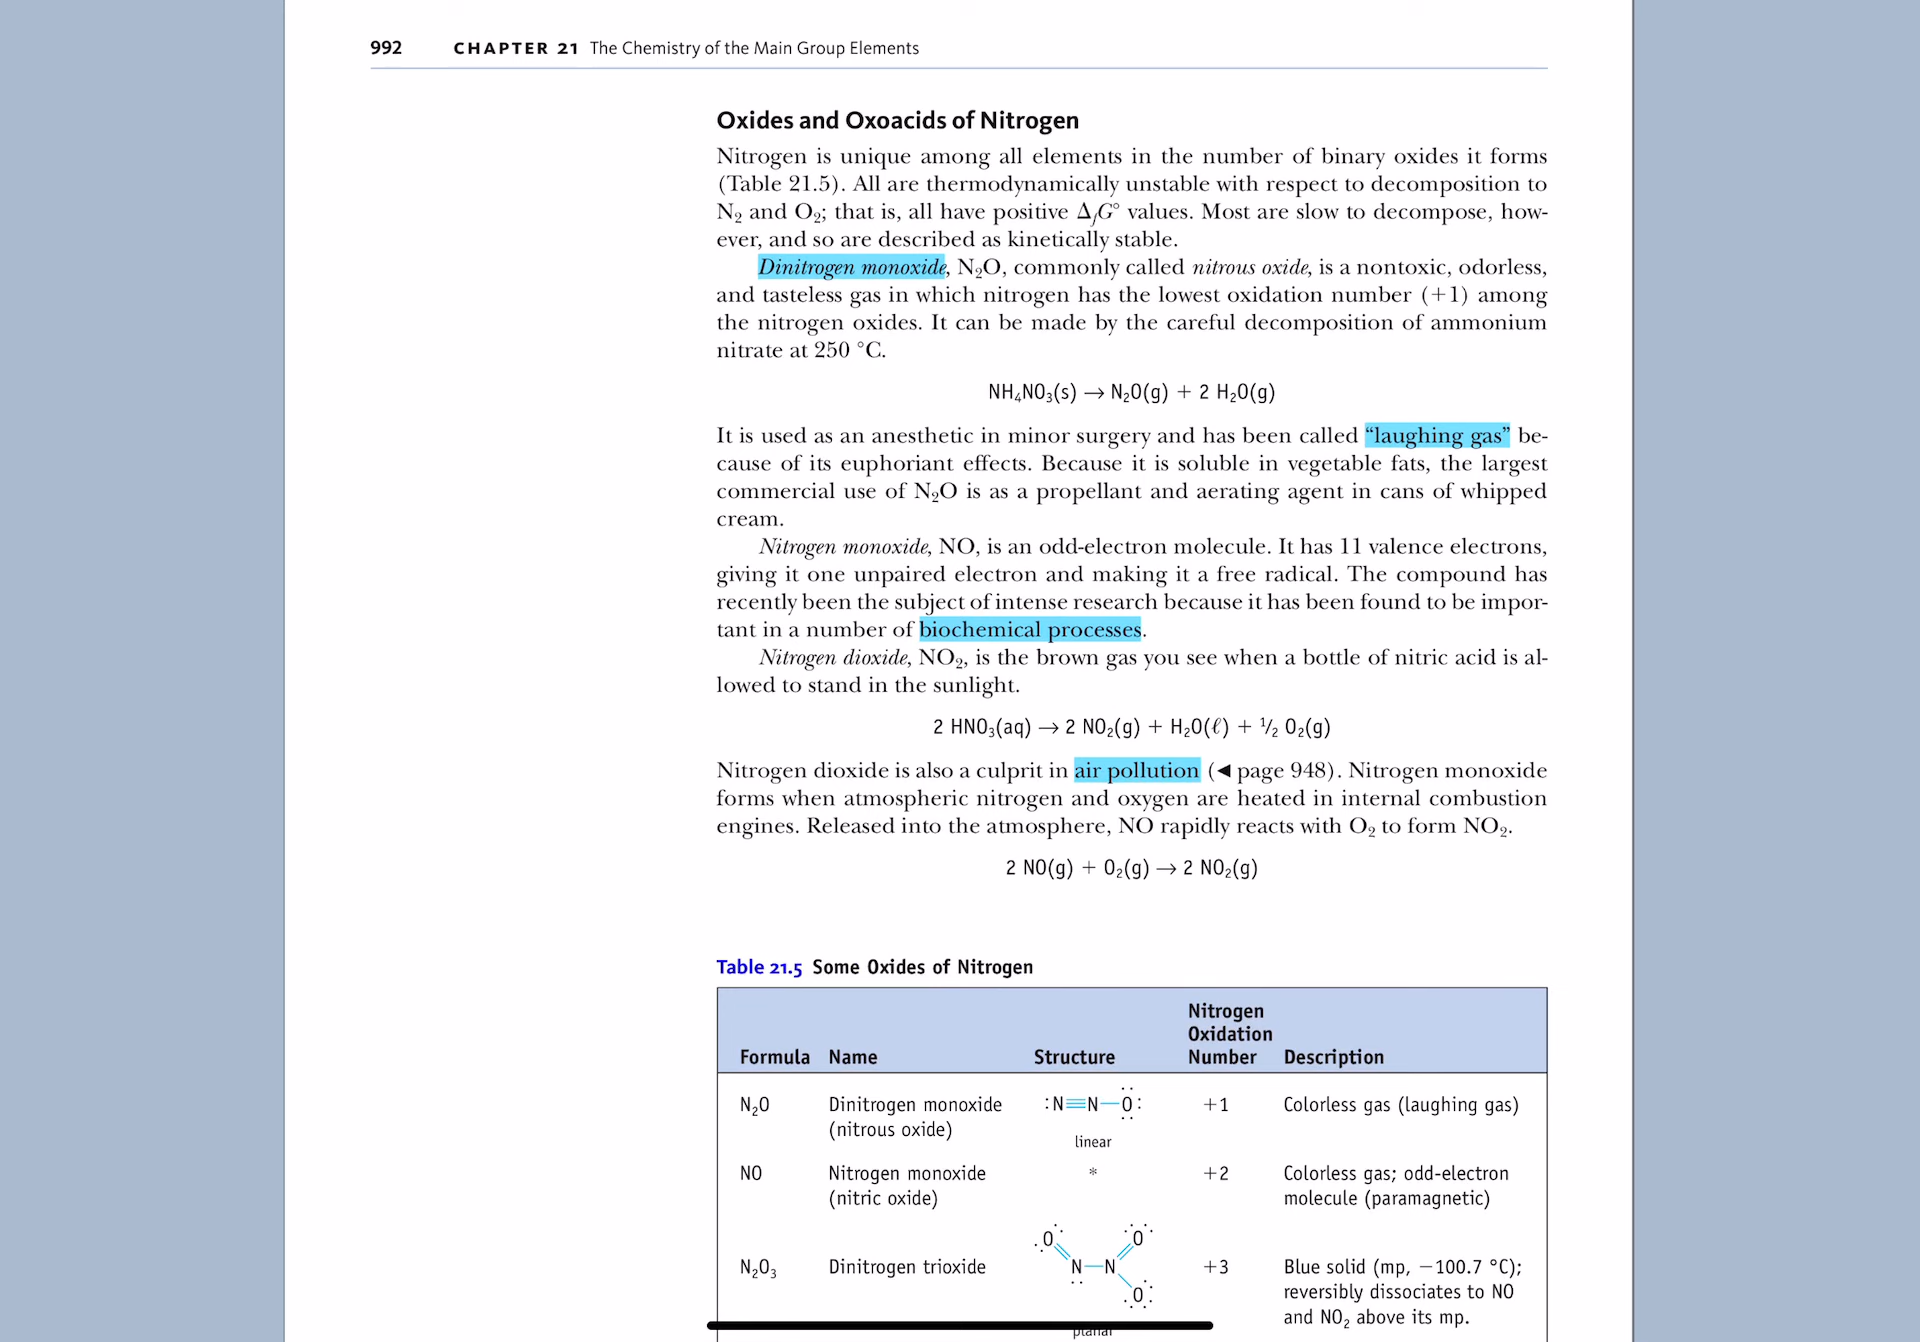 992 CHAPTER 21 The Chemistry of the Main Group Elements
Oxides and Oxoacids of Nitrogen
Nitrogen is unique among all elements in the number of binary oxides it forms
(Table 21.5). All are thermodynamically unstable with respect to decomposition to
N₂ and O₂; that is, all have positive ΔfG° values. Most are slow to decompose, how-
ever, and so are described as kinetically stable.
Dinitrogen monoxide, N₂O, commonly called nitrous oxide, is a nontoxic, odorless,
and tasteless gas in which nitrogen has the lowest oxidation number (+1) among
the nitrogen oxides. It can be made by the careful decomposition of ammonium
nitrate at 250 °C.
NH₄NO₃(s) → N₂O(g) + 2 H₂O(g)
It is used as an anesthetic in minor surgery and has been called “laughing gas” be-
cause of its euphoriant effects. Because it is soluble in vegetable fats, the largest
commercial use of N₂O is as a propellant and aerating agent in cans of whipped
cream.
Nitrogen monoxide, NO, is an odd-electron molecule. It has 11 valence electrons,
giving it one unpaired electron and making it a free radical. The compound has
recently been the subject of intense research because it has been found to be impor-
tant in a number of biochemical processes.
Nitrogen dioxide, NO₂, is the brown gas you see when a bottle of nitric acid is al-
lowed to stand in the sunlight.
2 HNO₃(aq) → 2 NO₂(g) + H₂O(ℓ) + ½ O₂(g)
Nitrogen dioxide is also a culprit in air pollution (◀ page 948). Nitrogen monoxide
forms when atmospheric nitrogen and oxygen are heated in internal combustion
engines. Released into the atmosphere, NO rapidly reacts with O₂ to form NO₂.
2 NO(g) + O₂(g) → 2 NO₂(g)
Table 21.5 Some Oxides of Nitrogen
Nitrogen
Oxidation
Formula Name Structure Number Description
N₂O Dinitrogen monoxide :N≡N—O: +1 Colorless gas (laughing gas)
(nitrous oxide)
linear
NO Nitrogen monoxide * +2 Colorless gas; odd-electron
(nitric oxide) molecule (paramagnetic)
O O
N₂O₃ Dinitrogen trioxide N—N +3 Blue solid (mp, −100.7 °C);
O reversibly dissociates to NO
and NO₂ above its mp.
planar